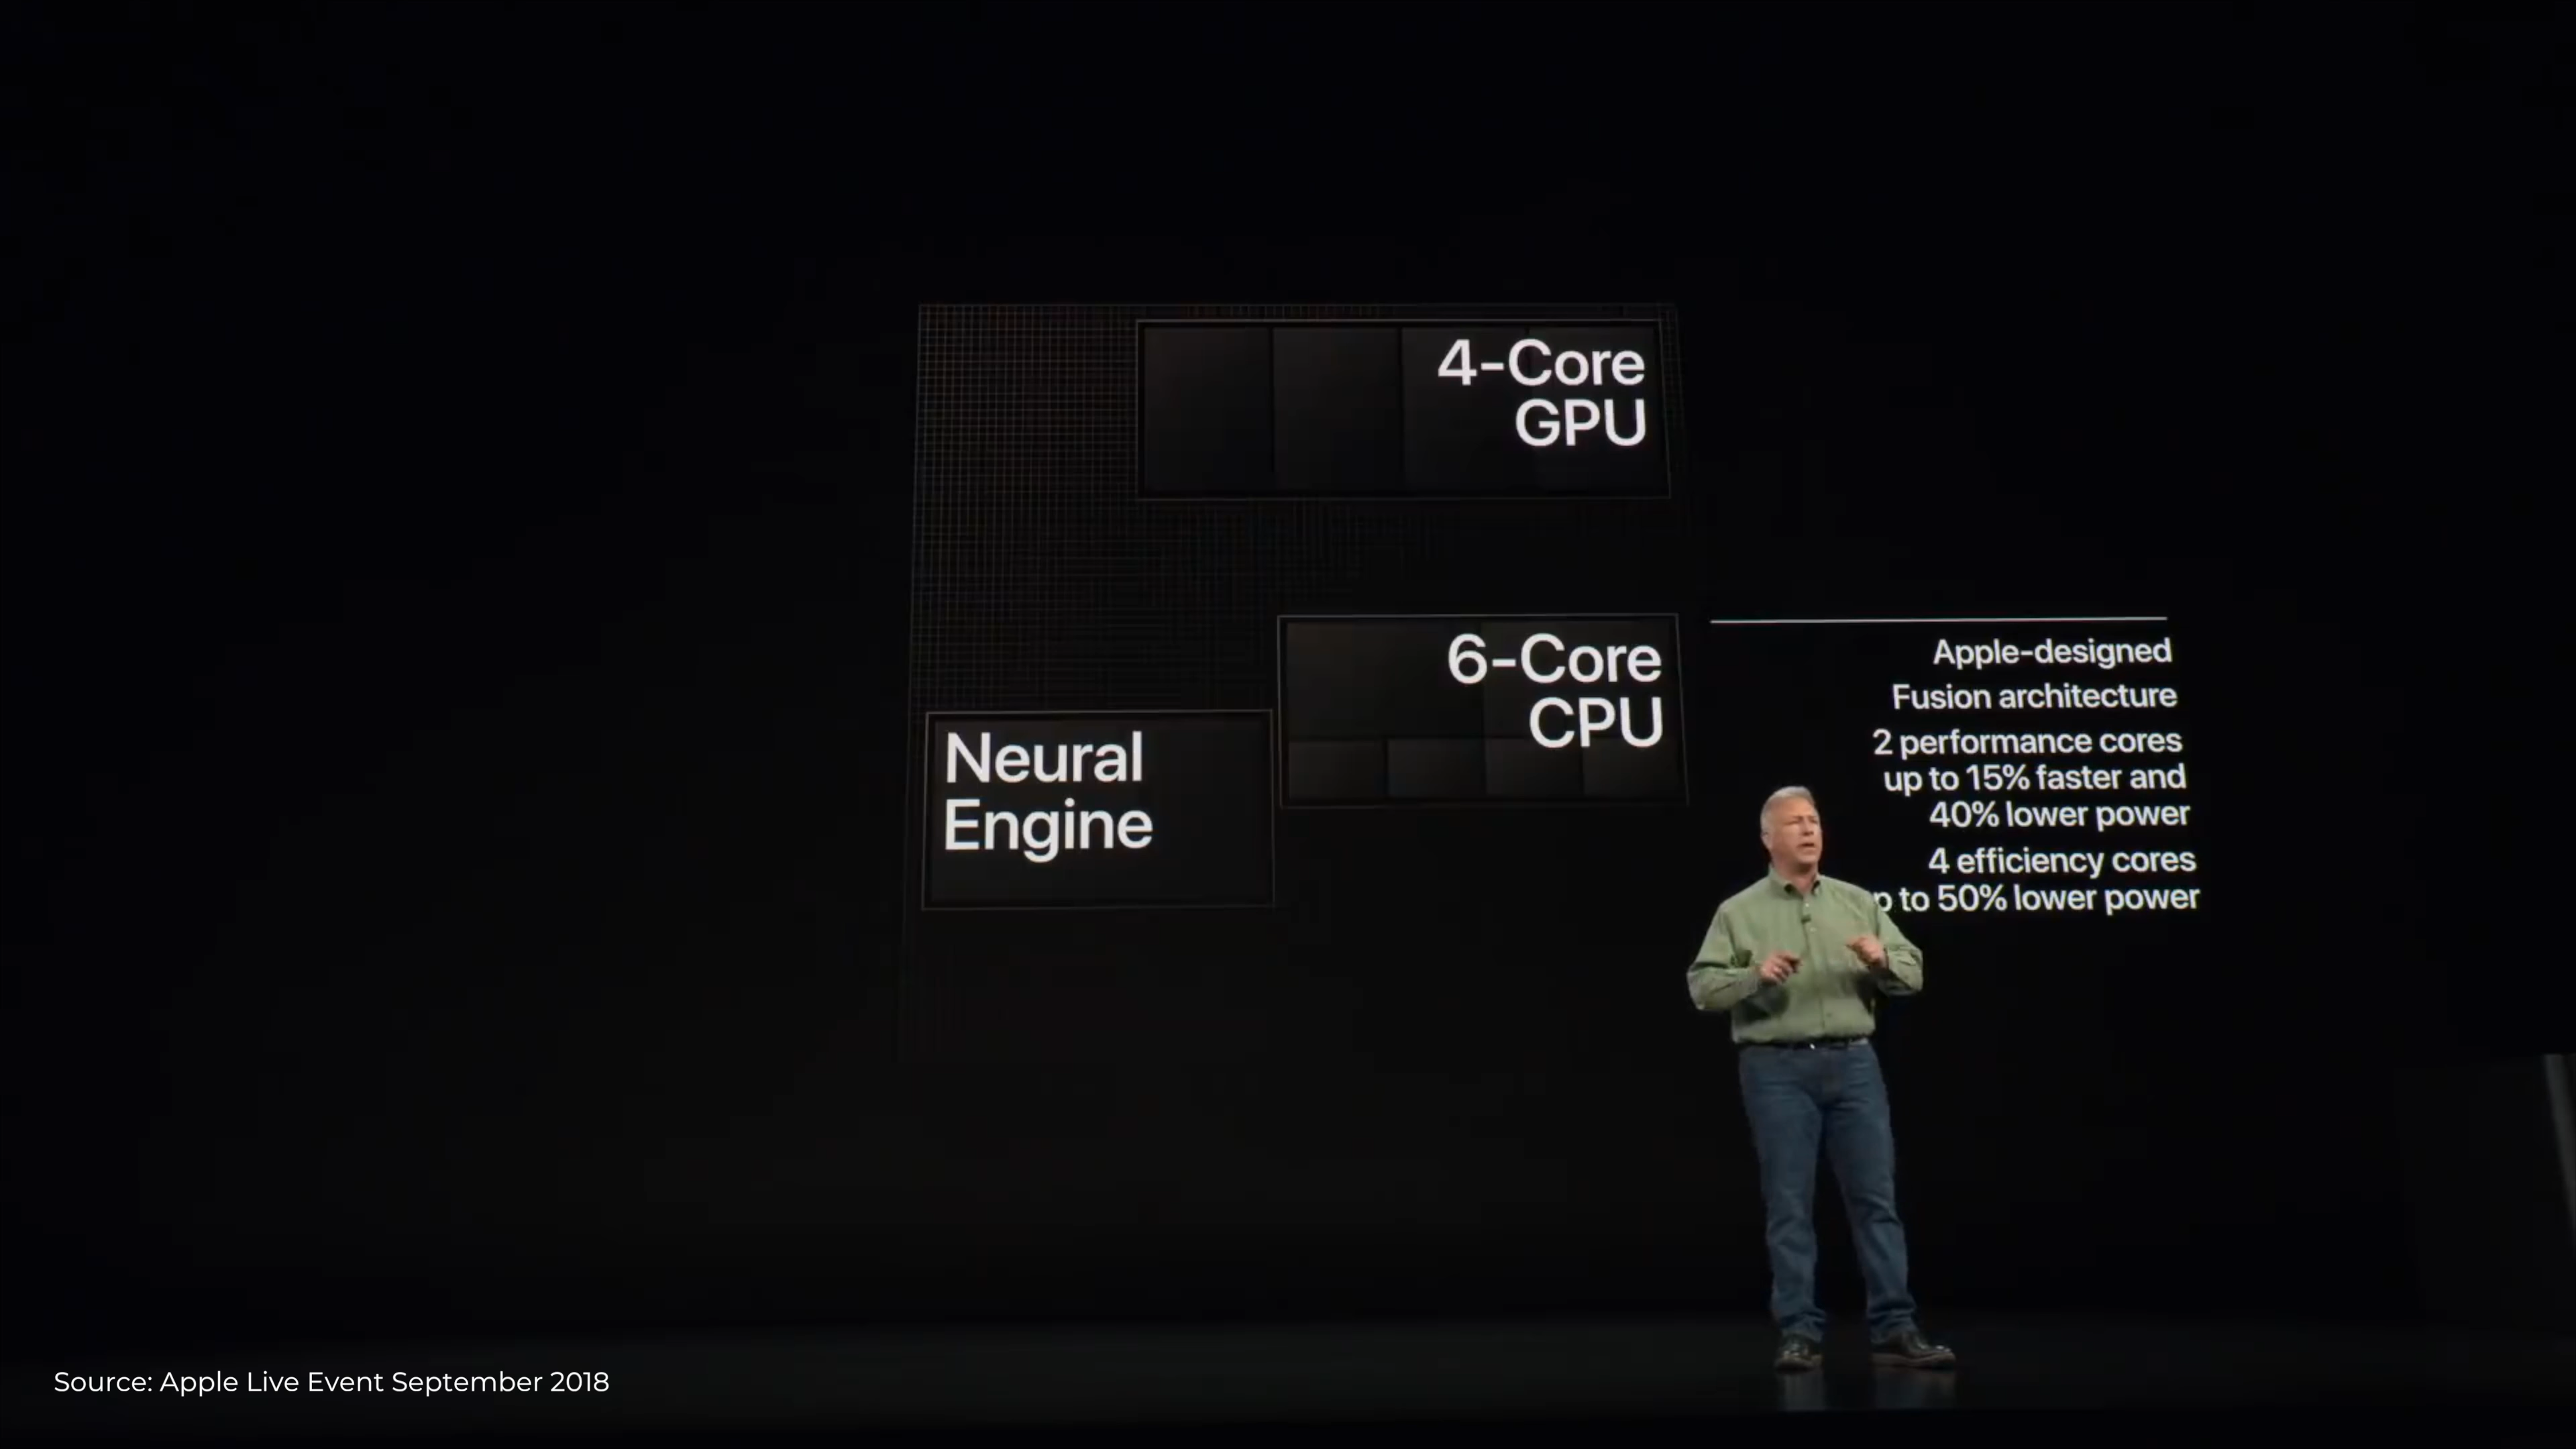 4-Core
GPU
6-Core
CPU
Neural
Engine
Apple-designed
Fusion architecture
2 performance cores
up to 15% faster and
40% lower power
4 efficiency cores
to 50% lower power
Source: Apple Live Event September 2018